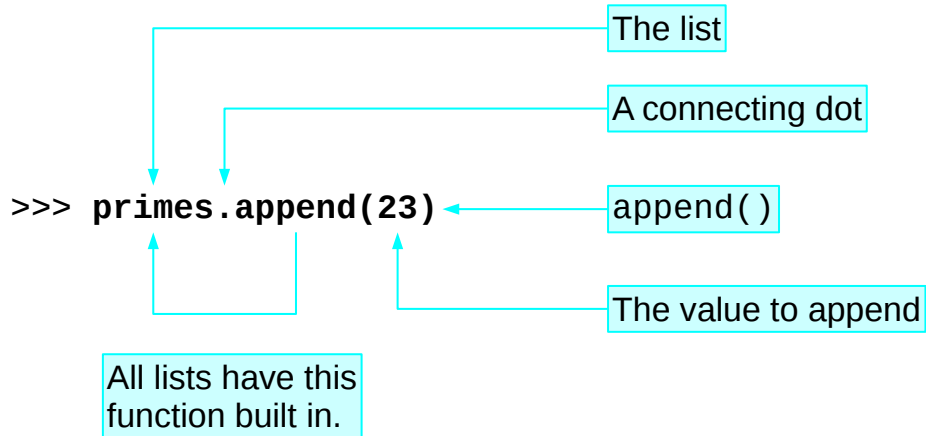 The list
A connecting dot
>>> primes.append(23)
append()
The value to append
All lists have this
function built in.